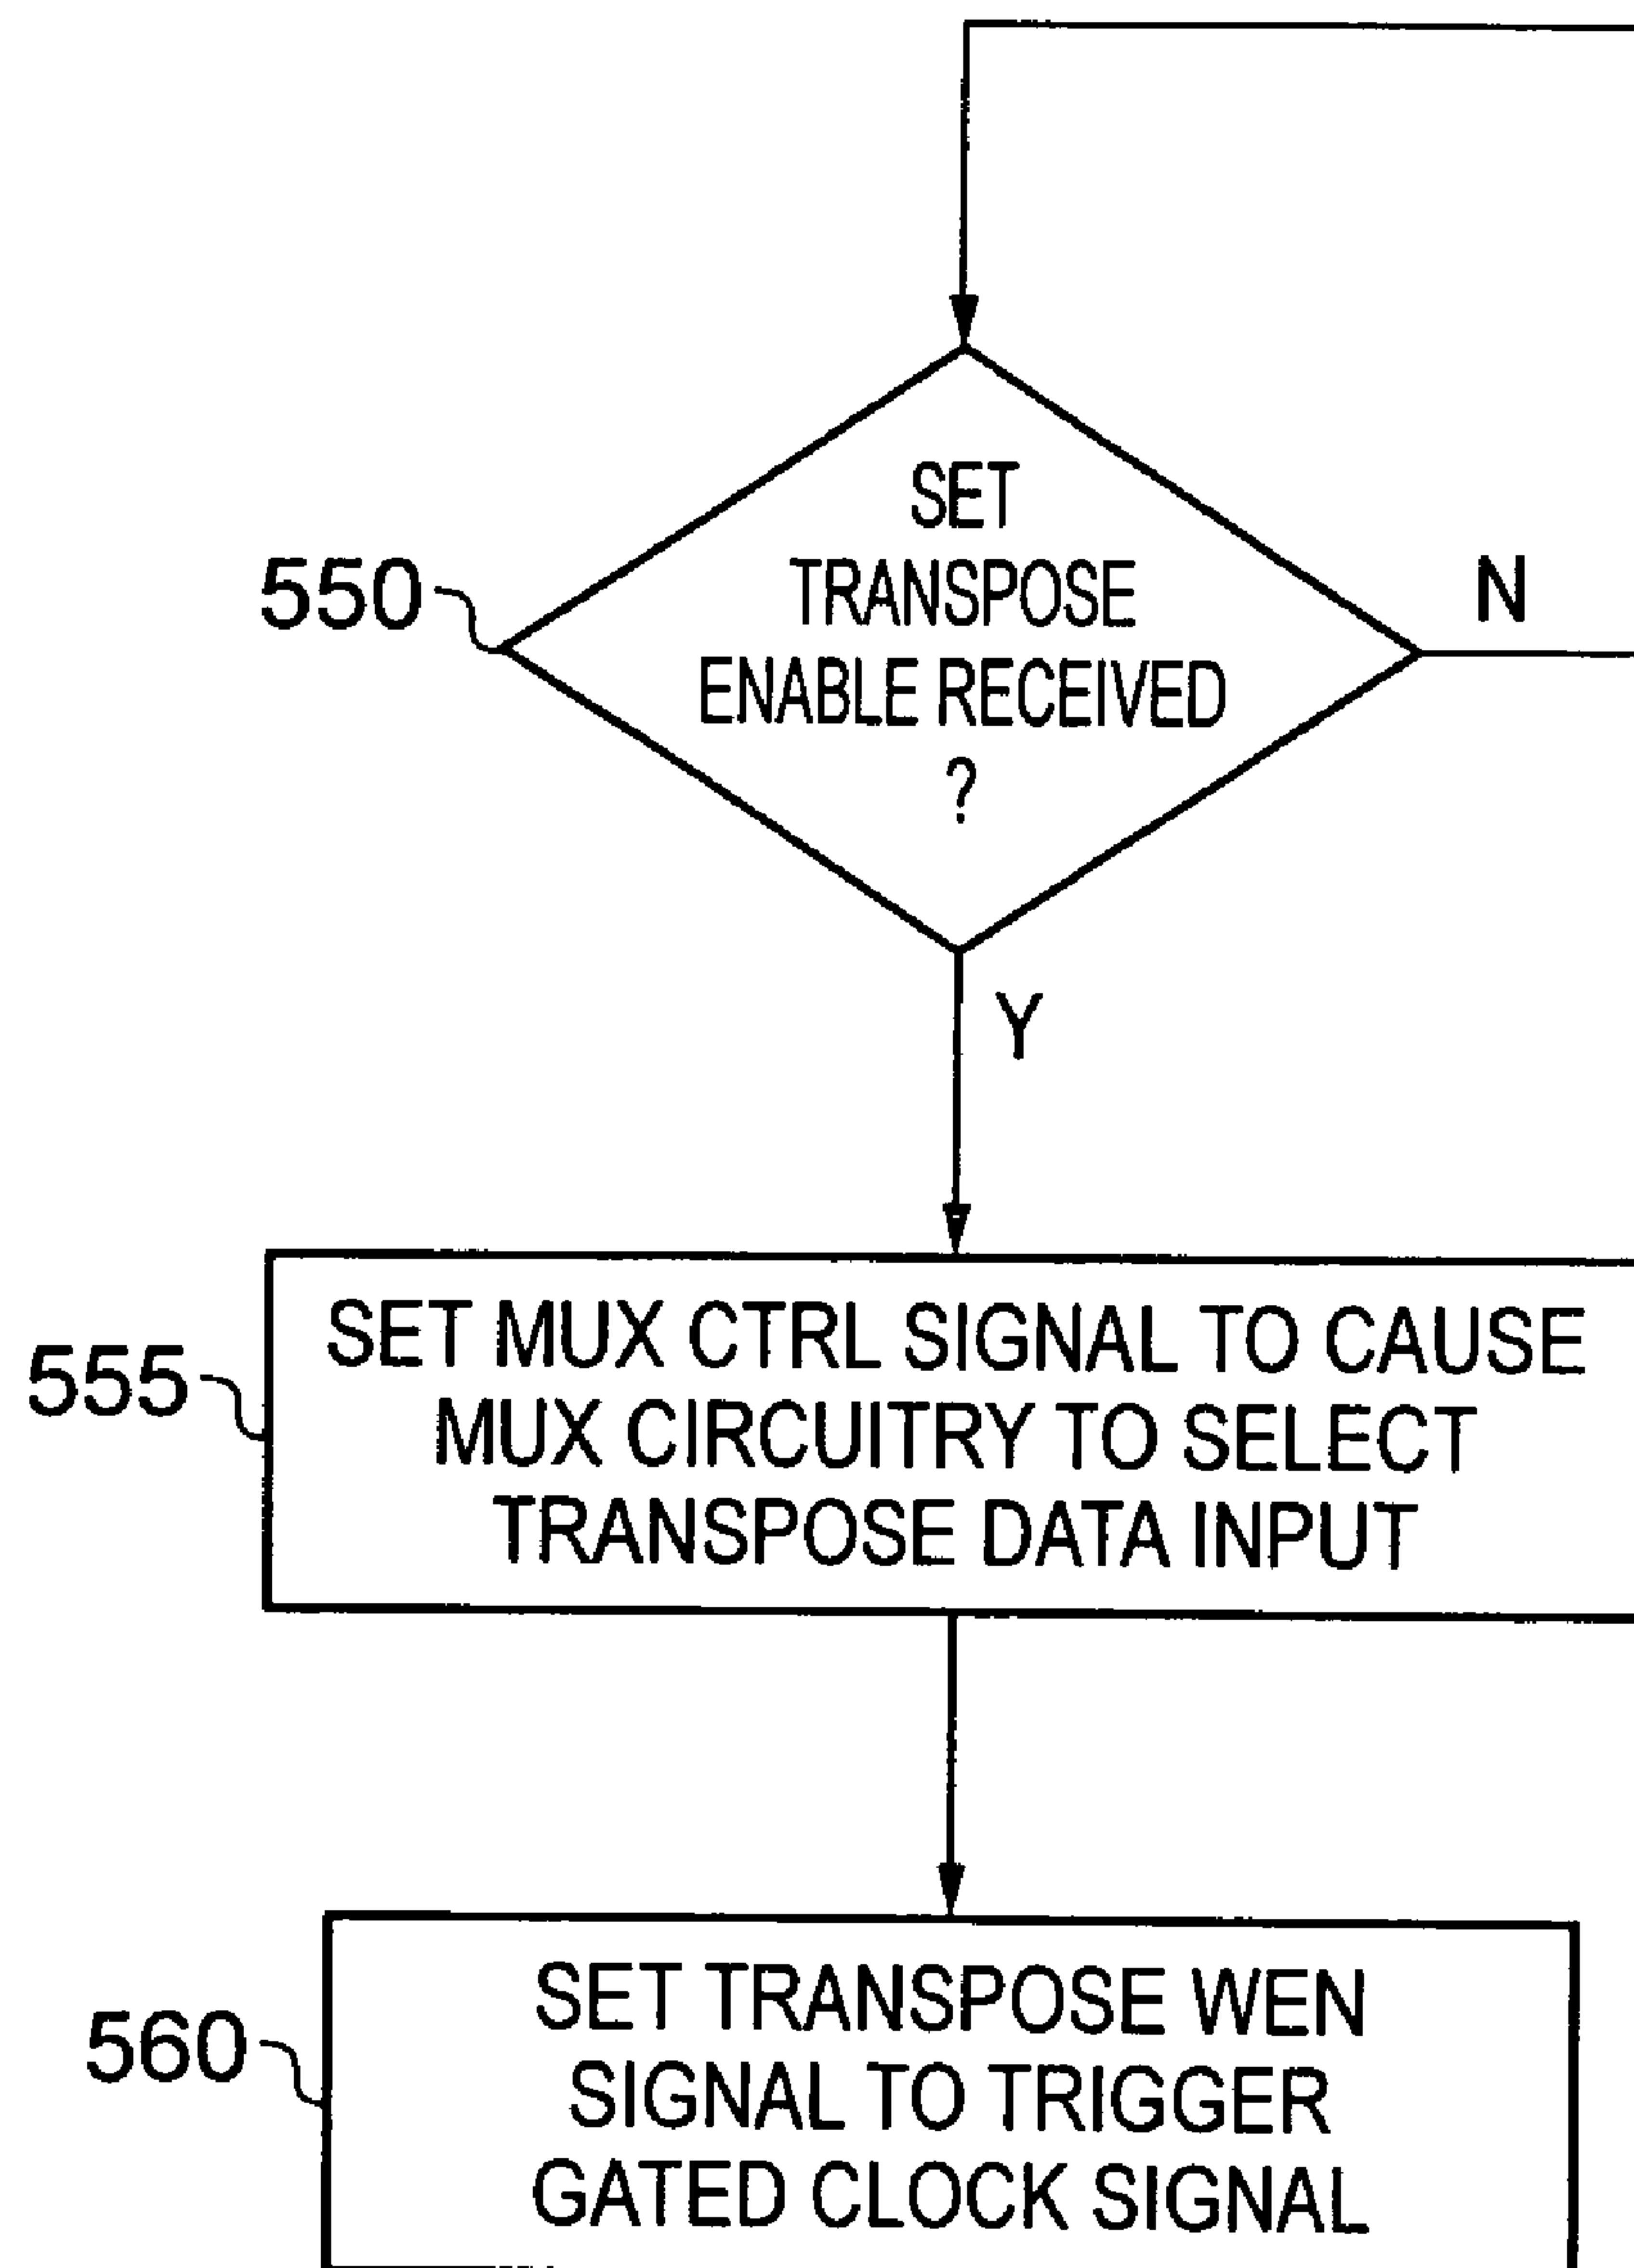 SET
TRANSPOSE
ENABLE RECEIVED
?
550
N
Y
SET MUX CTRL SIGNAL TO CAUSE
MUX CIRCUITRY TO SELECT
TRANSPOSE DATA INPUT
555
SET TRANSPOSE WEN
SIGNAL TO TRIGGER
GATED CLOCK SIGNAL
560